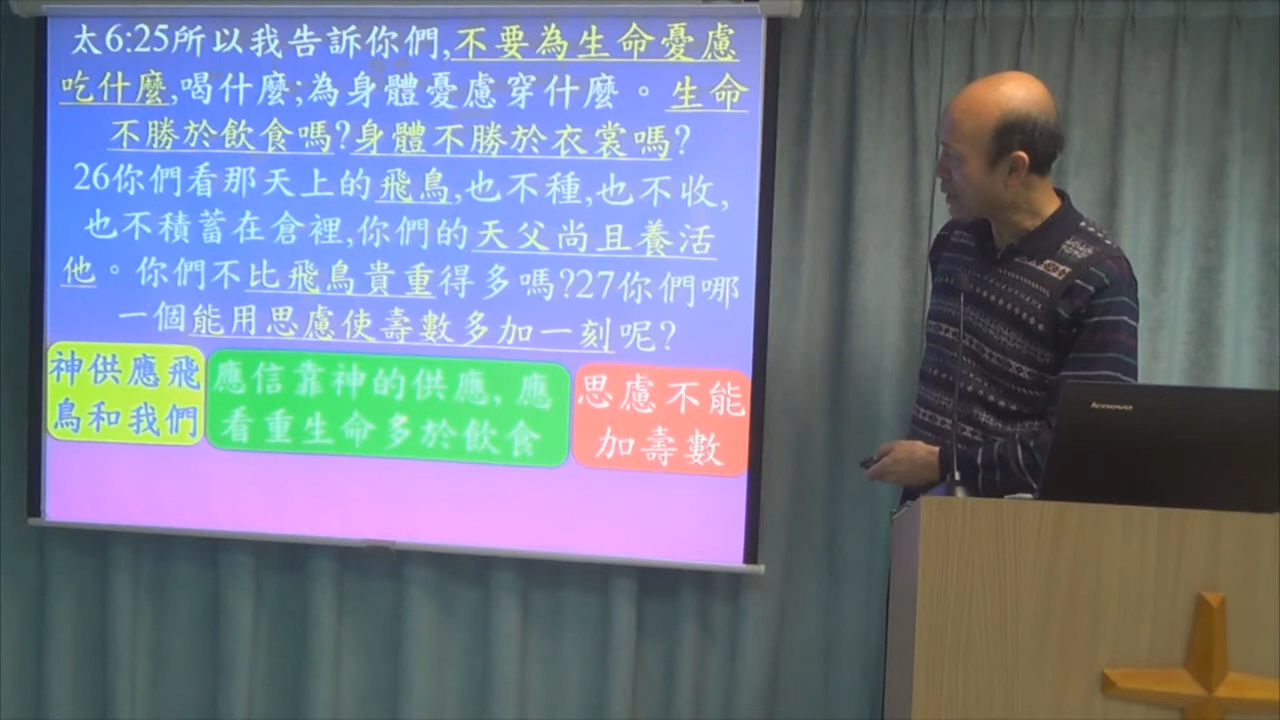 太6:25所以我告訴你們,不要為生命憂慮
吃什麼,喝什麼;為身體憂慮穿什麼。生命
不勝於飲食嗎?身體不勝於衣裳嗎?
26你們看那天上的飛鳥,也不種,也不收,
也不積蓄在倉裡,你們的天父尚且養活
他。你們不比飛鳥貴重得多嗎?27你們哪
一個能用思慮使壽數多加一刻呢?
神供應飛
鳥和我們
應信靠神的供應,應
看重生命多於飲食
思慮不能
加壽數
lenovo